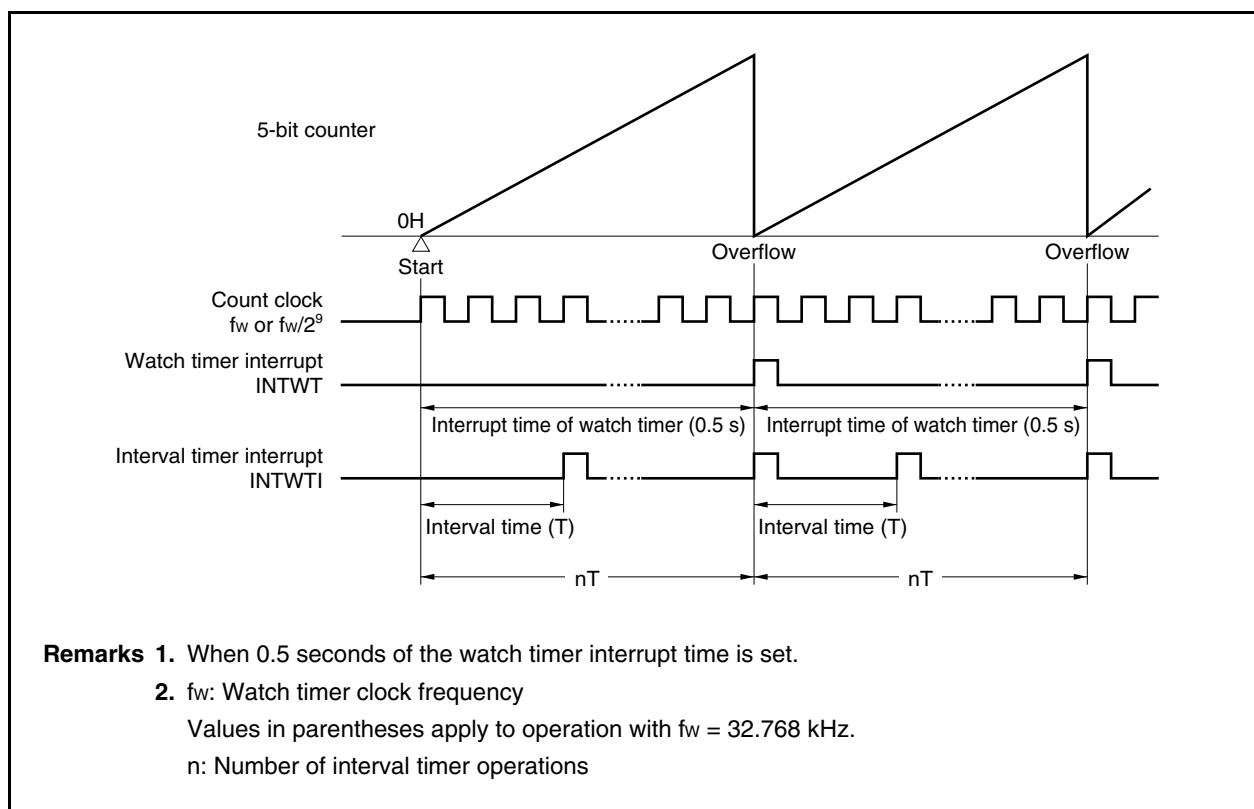 5-bit counter
0H
Start
Overflow
Overflow
Count clock
fW or fW/2⁹
Watch timer interrupt
INTWT
Interrupt time of watch timer (0.5 s)
Interrupt time of watch timer (0.5 s)
Interval timer interrupt
INTWTI
Interval time (T)
Interval time (T)
nT
nT
Remarks 1. When 0.5 seconds of the watch timer interrupt time is set.
2. fW: Watch timer clock frequency
Values in parentheses apply to operation with fW = 32.768 kHz.
n: Number of interval timer operations